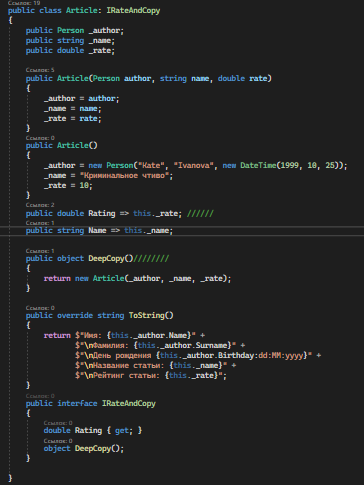 Ссылок: 19
public class Article: IRateAndCopy
{
public Person _author;
public string _name;
public double _rate;
Ссылок: 5
public Article(Person author, string name, double rate)
{
_author = author;
_name = name;
_rate = rate;
}
Ссылок: 0
public Article()
{
_author = new Person("Kate", "Ivanova", new DateTime(1999, 10, 25));
_name = "Криминальное чтиво";
_rate = 10;
}
Ссылок: 2
public double Rating => this._rate; //////
Ссылок: 1
public string Name => this._name;
Ссылок: 1
public object DeepCopy()////////
{
return new Article(_author, _name, _rate);
}
Ссылок: 0
public override string ToString()
{
return $"Имя: {this._author.Name}" +
$"\nФамилия: {this._author.Surname}" +
$"\nДень рождения {this._author.Birthday:dd:MM:yyyy}" +
$"\nНазвание статьи: {this._name}" +
$"\nРейтинг статьи: {this._rate}";
}
Ссылок: 0
public interface IRateAndCopy
{
Ссылок: 0
double Rating { get; }
Ссылок: 0
object DeepCopy();
}
}